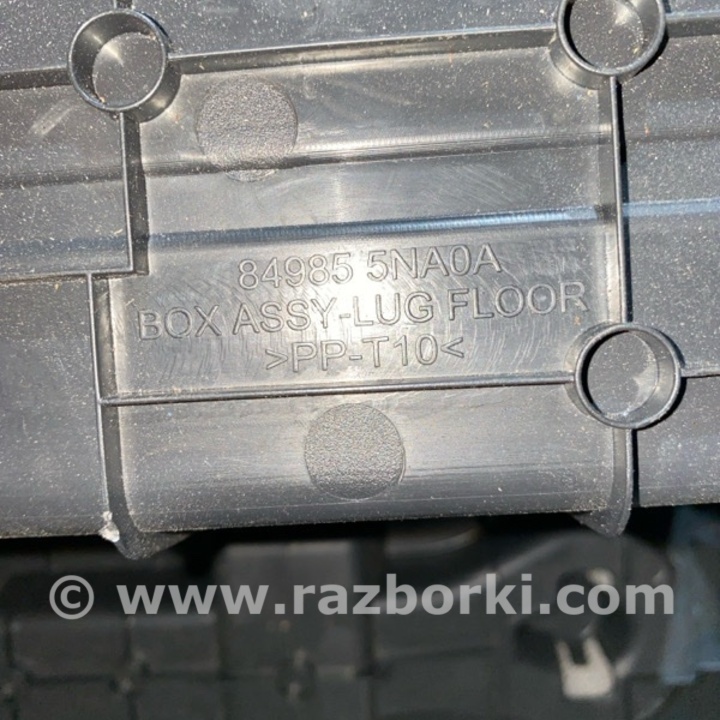 84985 5NA0A
BOX ASSY-LUG FLOOR
>PP-T10<
© www.razborki.com